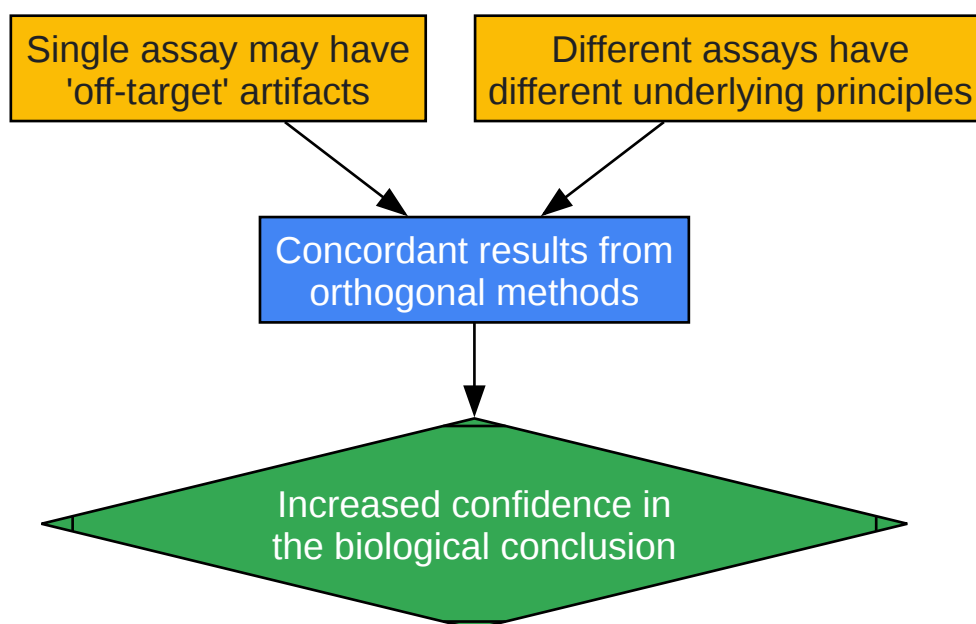 Single assay may have
'off-target' artifacts
Different assays have
different underlying principles
Concordant results from
orthogonal methods
Increased confidence in
the biological conclusion